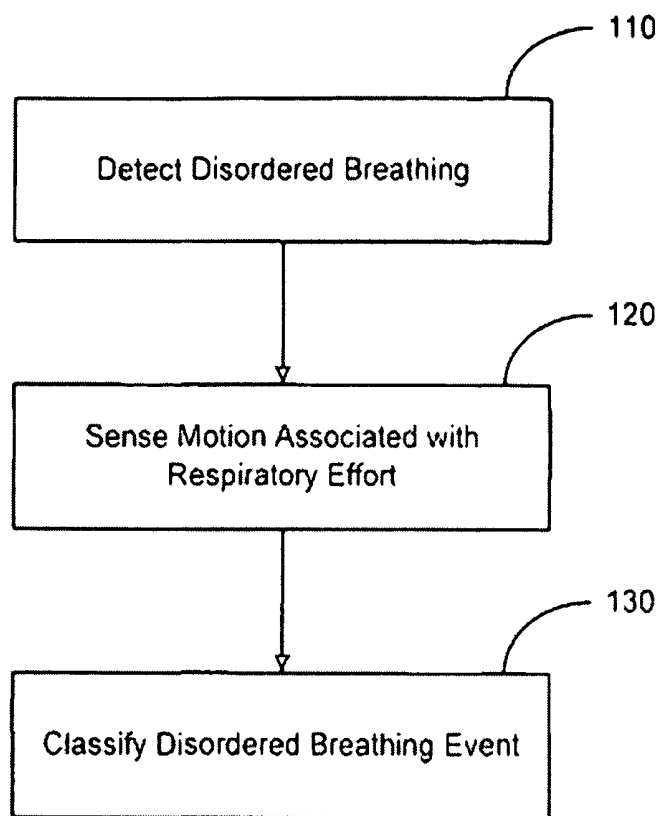 110
Detect Disordered Breathing
120
Sense Motion Associated with
Respiratory Effort
130
Classify Disordered Breathing Event